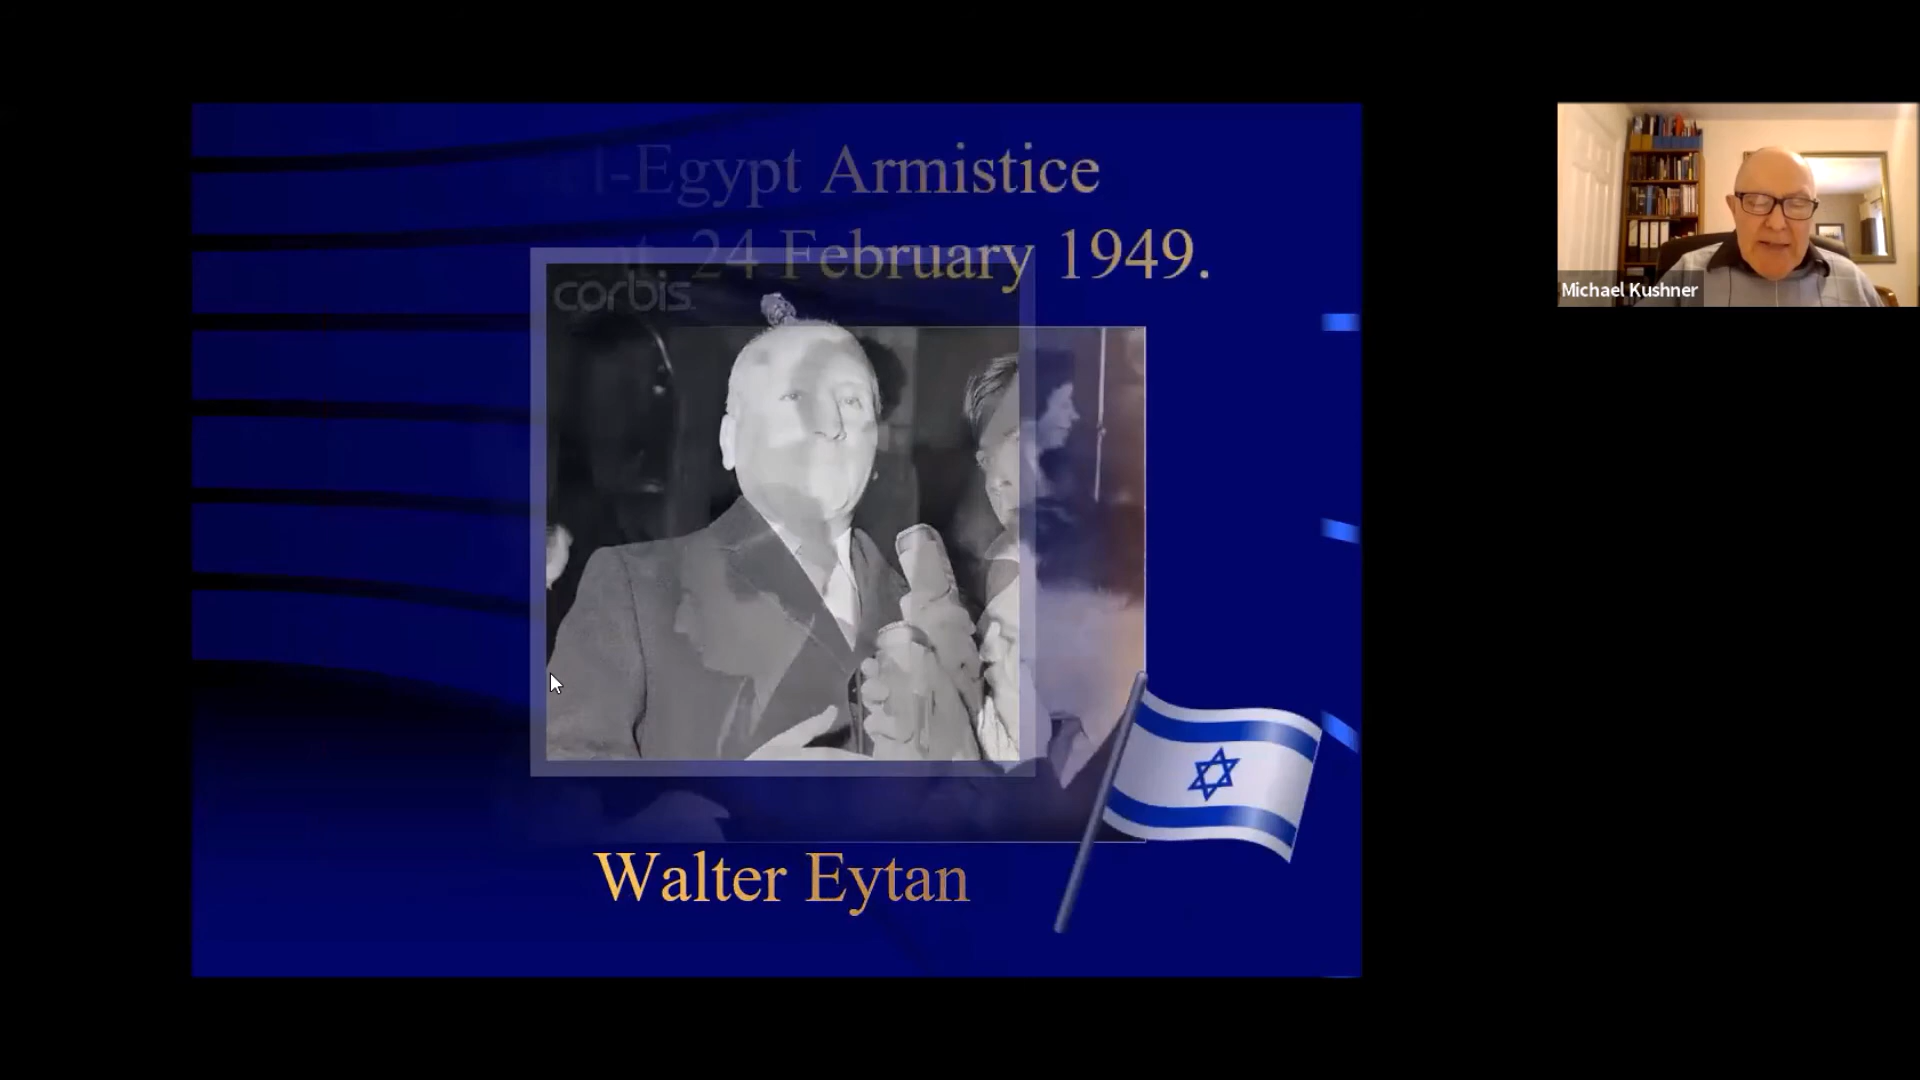 l-Egypt Armistice
24 February 1949.
corbis
Walter Eytan
Michael Kushner